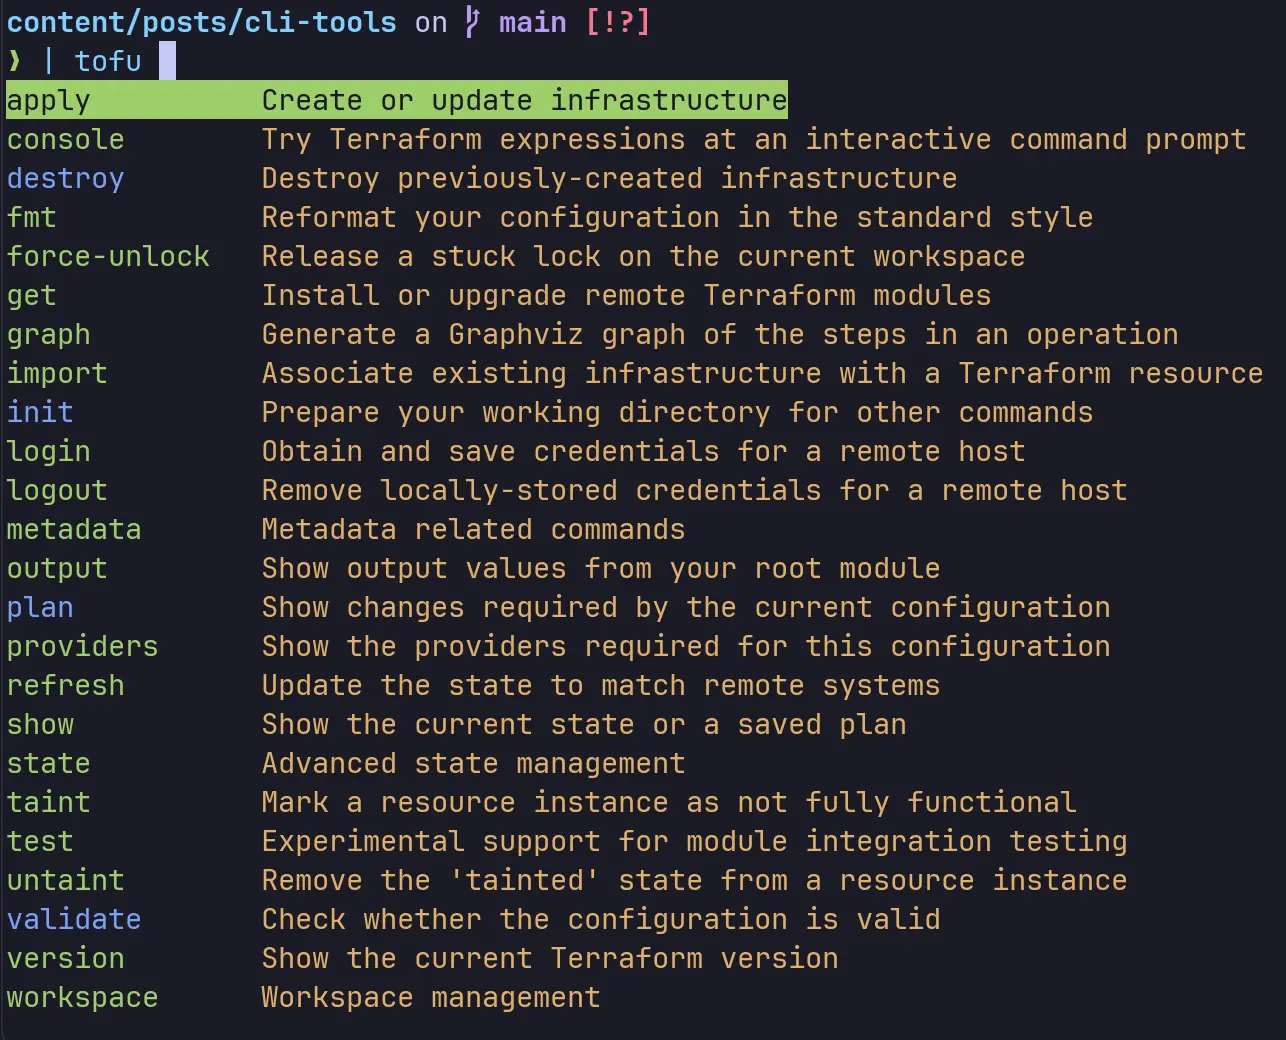 content/posts/cli-tools on main [!?]
❯ | tofu
apply Create or update infrastructure
console Try Terraform expressions at an interactive command prompt
destroy Destroy previously-created infrastructure
fmt Reformat your configuration in the standard style
force-unlock Release a stuck lock on the current workspace
get Install or upgrade remote Terraform modules
graph Generate a Graphviz graph of the steps in an operation
import Associate existing infrastructure with a Terraform resource
init Prepare your working directory for other commands
login Obtain and save credentials for a remote host
logout Remove locally-stored credentials for a remote host
metadata Metadata related commands
output Show output values from your root module
plan Show changes required by the current configuration
providers Show the providers required for this configuration
refresh Update the state to match remote systems
show Show the current state or a saved plan
state Advanced state management
taint Mark a resource instance as not fully functional
test Experimental support for module integration testing
untaint Remove the 'tainted' state from a resource instance
validate Check whether the configuration is valid
version Show the current Terraform version
workspace Workspace management